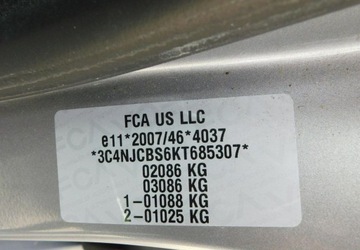 FCA US LLC
e11*2007/46*4037
*3C4NJCBS6KT685307*
02086 KG
03086 KG
1-01088 KG
2-01025 KG